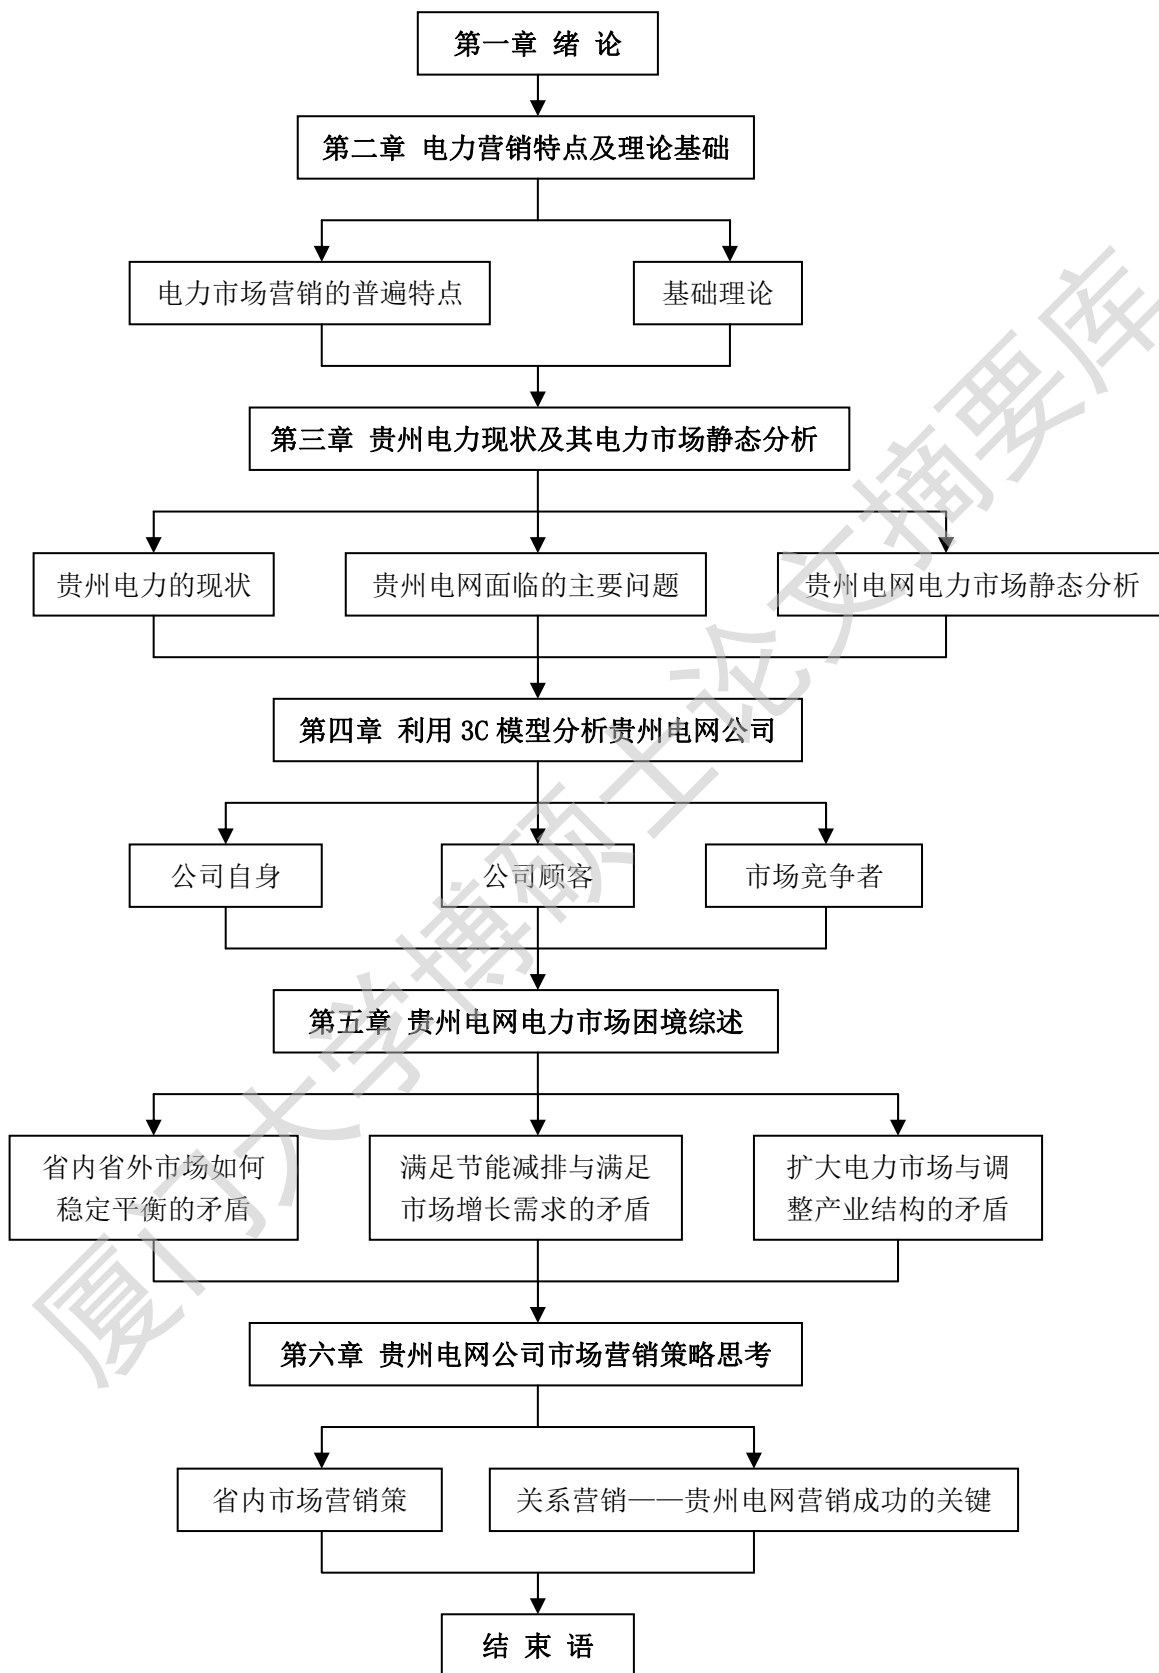 第一章 绪 论
第二章 电力营销特点及理论基础
电力市场营销的普遍特点
基础理论
第三章 贵州电力现状及其电力市场静态分析
贵州电力的现状
贵州电网面临的主要问题
贵州电网电力市场静态分析
第四章 利用 3C 模型分析贵州电网公司
公司自身
公司顾客
市场竞争者
第五章 贵州电网电力市场困境综述
省内省外市场如何
稳定平衡的矛盾
满足节能减排与满足
市场增长需求的矛盾
扩大电力市场与调
整产业结构的矛盾
第六章 贵州电网公司市场营销策略思考
省内市场营销策
关系营销——贵州电网营销成功的关键
结 束 语
厦门大学博硕士论文摘要库